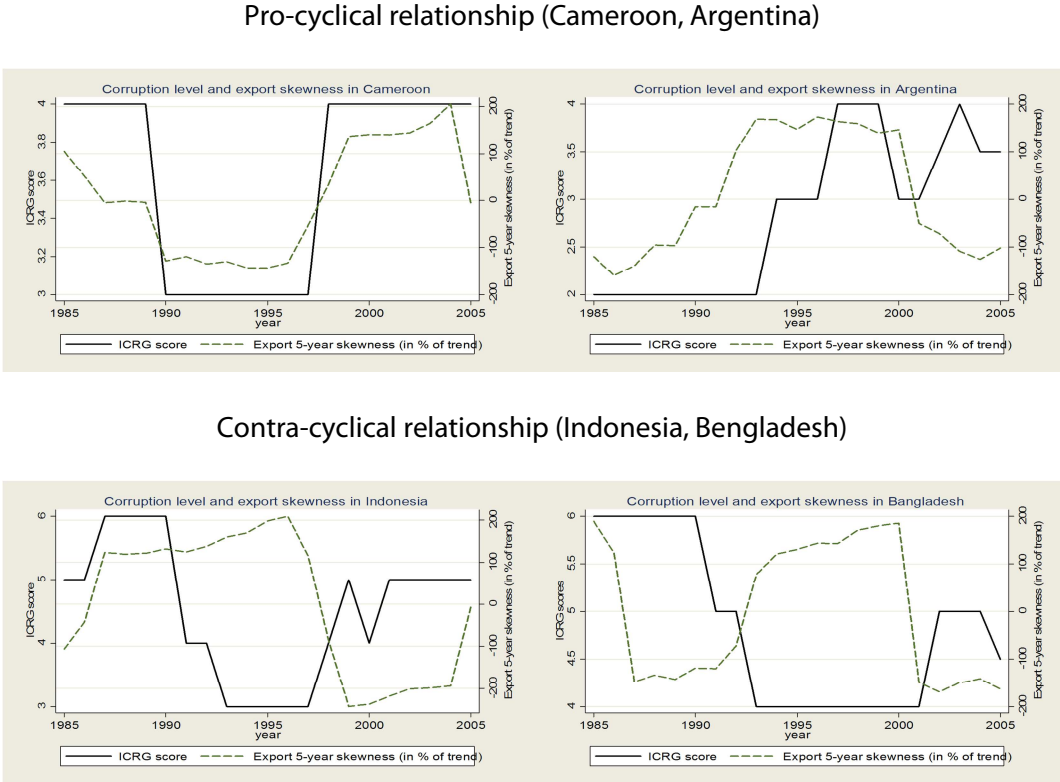 Pro-cyclical relationship (Cameroon, Argentina)
Corruption level and export skewness in Cameroon
ICRG score
4
3.8
3.6
3.4
3.2
3
Export 5-year skewness (in % of trend)
200
100
0
-100
-200
1985 1990 1995 2000 2005
year
ICRG score Export 5-year skewness (in % of trend)
Corruption level and export skewness in Argentina
ICRG score
4
3.5
3
2.5
2
Export 5-year skewness (in % of trend)
200
100
0
-100
-200
1985 1990 1995 2000 2005
year
ICRG score Export 5-year skewness (in % of trend)
Contra-cyclical relationship (Indonesia, Bengladesh)
Corruption level and export skewness in Indonesia
ICRG score
6
5
4
3
Export 5-year skewness (in % of trend)
200
100
0
-100
-200
1985 1990 1995 2000 2005
year
ICRG score Export 5-year skewness (in % of trend)
Corruption level and export skewness in Bangladesh
ICRG scores
6
5.5
5
4.5
4
Export 5-year skewness (in % of trend)
200
100
0
-100
-200
1985 1990 1995 2000 2005
year
ICRG score Export 5-year skewness (in % of trend)